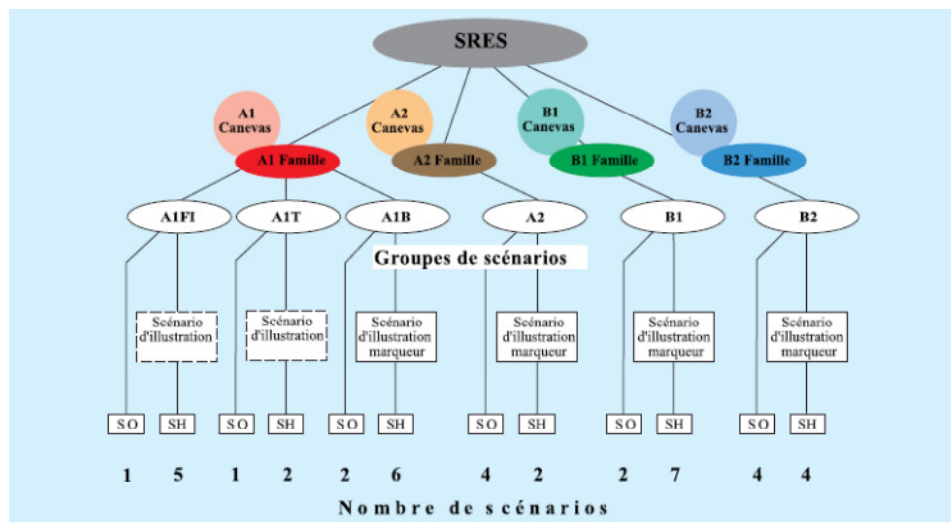 SRES
A1
Canevas
A2
Canevas
B1
Canevas
B2
Canevas
A1 Famille
A2 Famille
B1 Famille
B2 Famille
A1FI
A1T
A1B
A2
B1
B2
Groupes de scénarios
Scénario
d'illustration
Scénario
d'illustration
Scénario
d'illustration
marqueur
Scénario
d'illustration
marqueur
Scénario
d'illustration
marqueur
Scénario
d'illustration
marqueur
SO SH SO SH SO SH SO SH SO SH SO SH
1 5 1 2 2 6 4 2 2 7 4 4
Nombre de scénarios